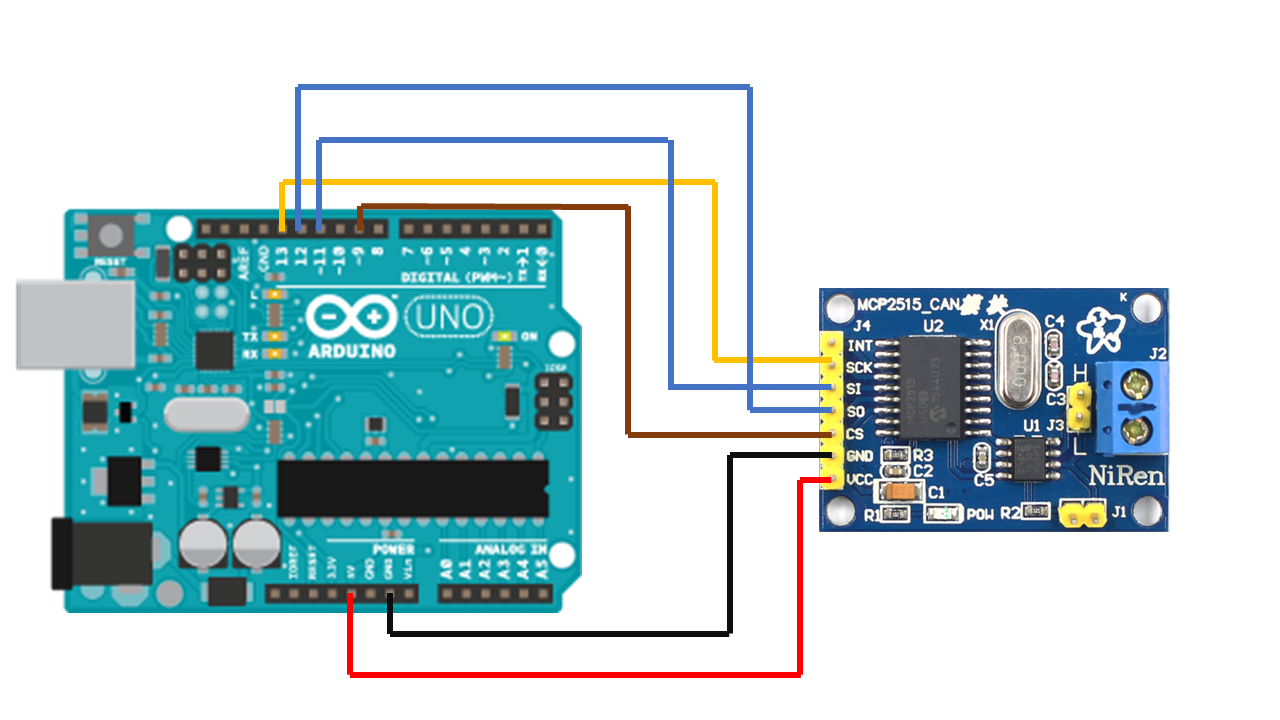 RESET
AREF
GND
13
12
~11
~10
~9
8
7
~6
~5
4
~3
2
TX→1
RX←0
DIGITAL (PWM~)
L
TX
RX
ARDUINO
UNO
ON
ICSP
IOREF
RESET
3.3V
5V
GND
GND
Vin
POWER
ANALOG IN
A0
A1
A2
A3
A4
A5
MCP2515_CAN
K
J4
U2
X1
C4
J2
INT
SCK
SI
SO
CS
GND
VCC
8.000
MCP2515
H
C3
U1
J3
L
R3
C2
C5
NiRen
C1
R1
POW
R2
J1